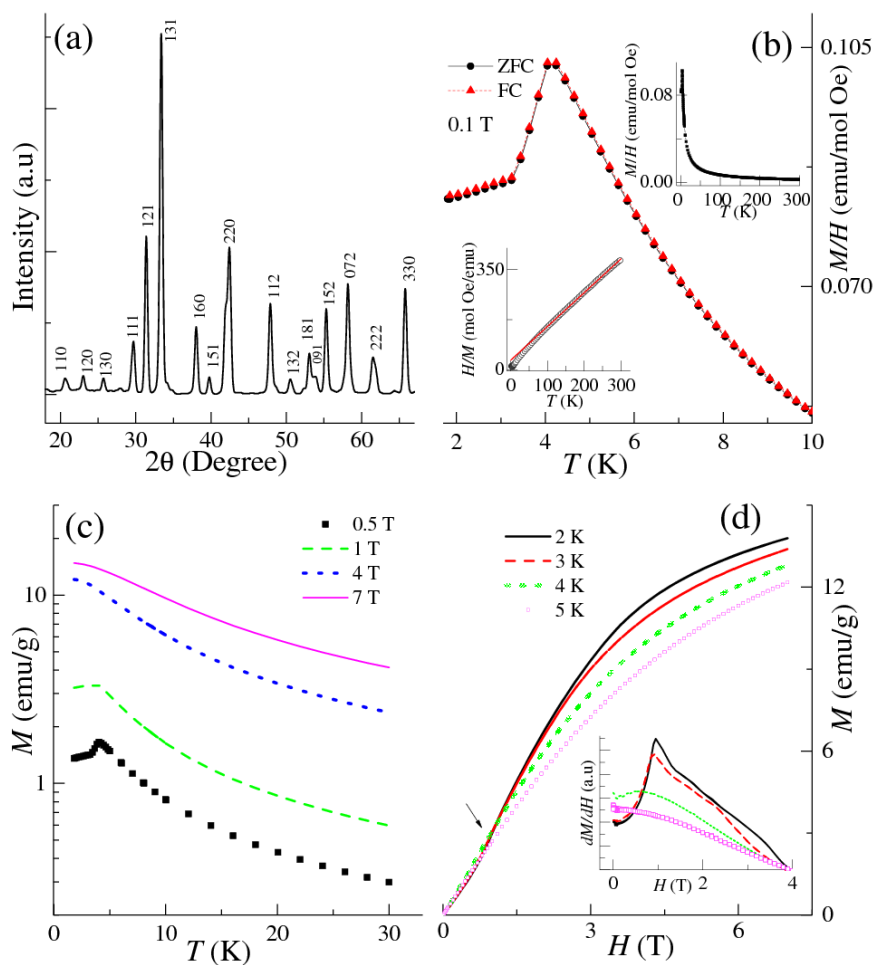 (a)
131
121
220
111
110
120
130
160
151
112
132
181
091
152
072
222
330
Intensity (a.u)
20 30 40 50 60
2θ (Degree)
(b)
ZFC
FC
0.1 T
0.105
0.070
M/H (emu/mol Oe)
2 4 6 8 10
T (K)
M/H (emu/mol Oe)
0.08
0.00
0 100 200 300
T (K)
H/M (mol Oe/emu)
350
0
0 100 200 300
T (K)
(c)
0.5 T
1 T
4 T
7 T
M (emu/g)
10
1
0 10 20 30
T (K)
(d)
2 K
3 K
4 K
5 K
12
6
0
M (emu/g)
0 3 6
H (T)
dM/dH (a.u)
0 2 4
H (T)